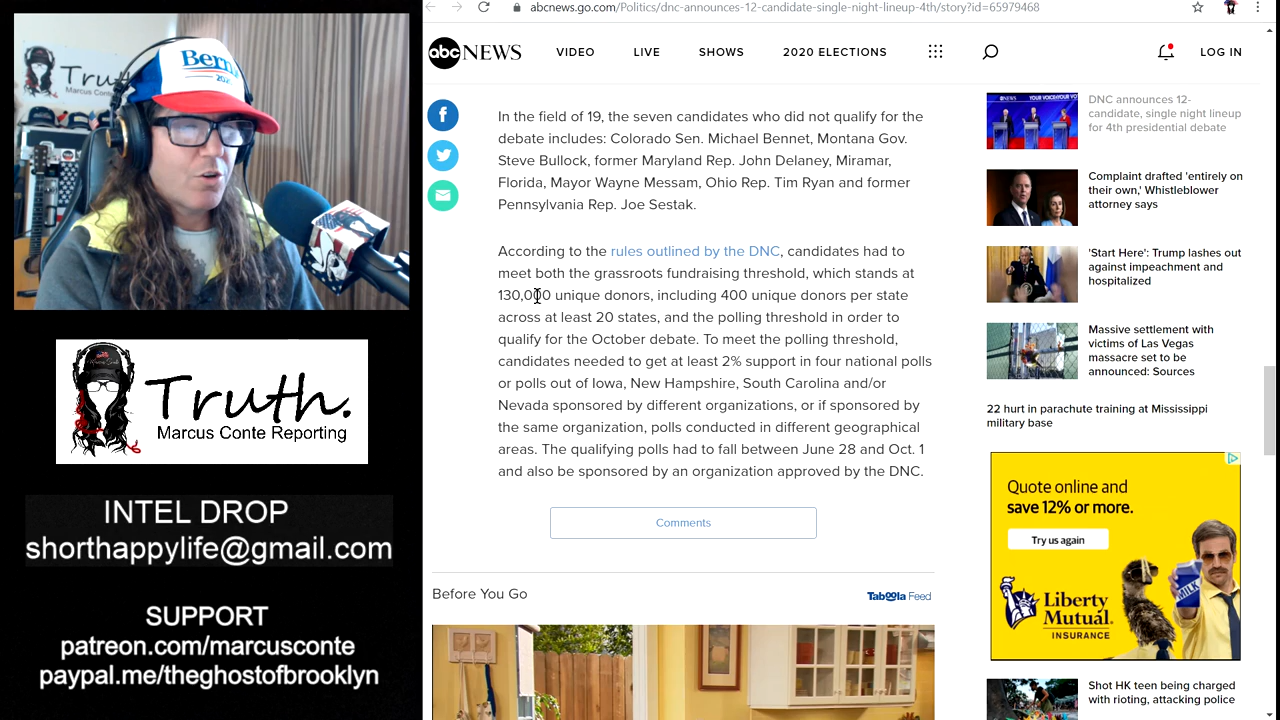 abcnews.go.com/Politics/dnc-announces-12-candidate-single-night-lineup-4th/story?id=65979468
abc NEWS
VIDEO
LIVE
SHOWS
2020 ELECTIONS
LOG IN
Truth.
Marcus Conte
Bernie
In the field of 19, the seven candidates who did not qualify for the
debate includes: Colorado Sen. Michael Bennet, Montana Gov.
Steve Bullock, former Maryland Rep. John Delaney, Miramar,
Florida, Mayor Wayne Messam, Ohio Rep. Tim Ryan and former
Pennsylvania Rep. Joe Sestak.
According to the rules outlined by the DNC, candidates had to
meet both the grassroots fundraising threshold, which stands at
130,000 unique donors, including 400 unique donors per state
across at least 20 states, and the polling threshold in order to
qualify for the October debate. To meet the polling threshold,
candidates needed to get at least 2% support in four national polls
or polls out of Iowa, New Hampshire, South Carolina and/or
Nevada sponsored by different organizations, or if sponsored by
the same organization, polls conducted in different geographical
areas. The qualifying polls had to fall between June 28 and Oct. 1
and also be sponsored by an organization approved by the DNC.
Comments
Before You Go
Taboola Feed
DNC announces 12-
candidate, single night lineup
for 4th presidential debate
Complaint drafted 'entirely on
their own,' Whistleblower
attorney says
'Start Here': Trump lashes out
against impeachment and
hospitalized
Massive settlement with
victims of Las Vegas
massacre set to be
announced: Sources
22 hurt in parachute training at Mississippi
military base
Quote online and
save 12% or more.
Try us again
Liberty
Mutual
INSURANCE
Shot HK teen being charged
with rioting, attacking police
Truth.
Marcus Conte Reporting
INTEL DROP
shorthappylife@gmail.com
SUPPORT
patreon.com/marcusconte
paypal.me/theghostofbrooklyn